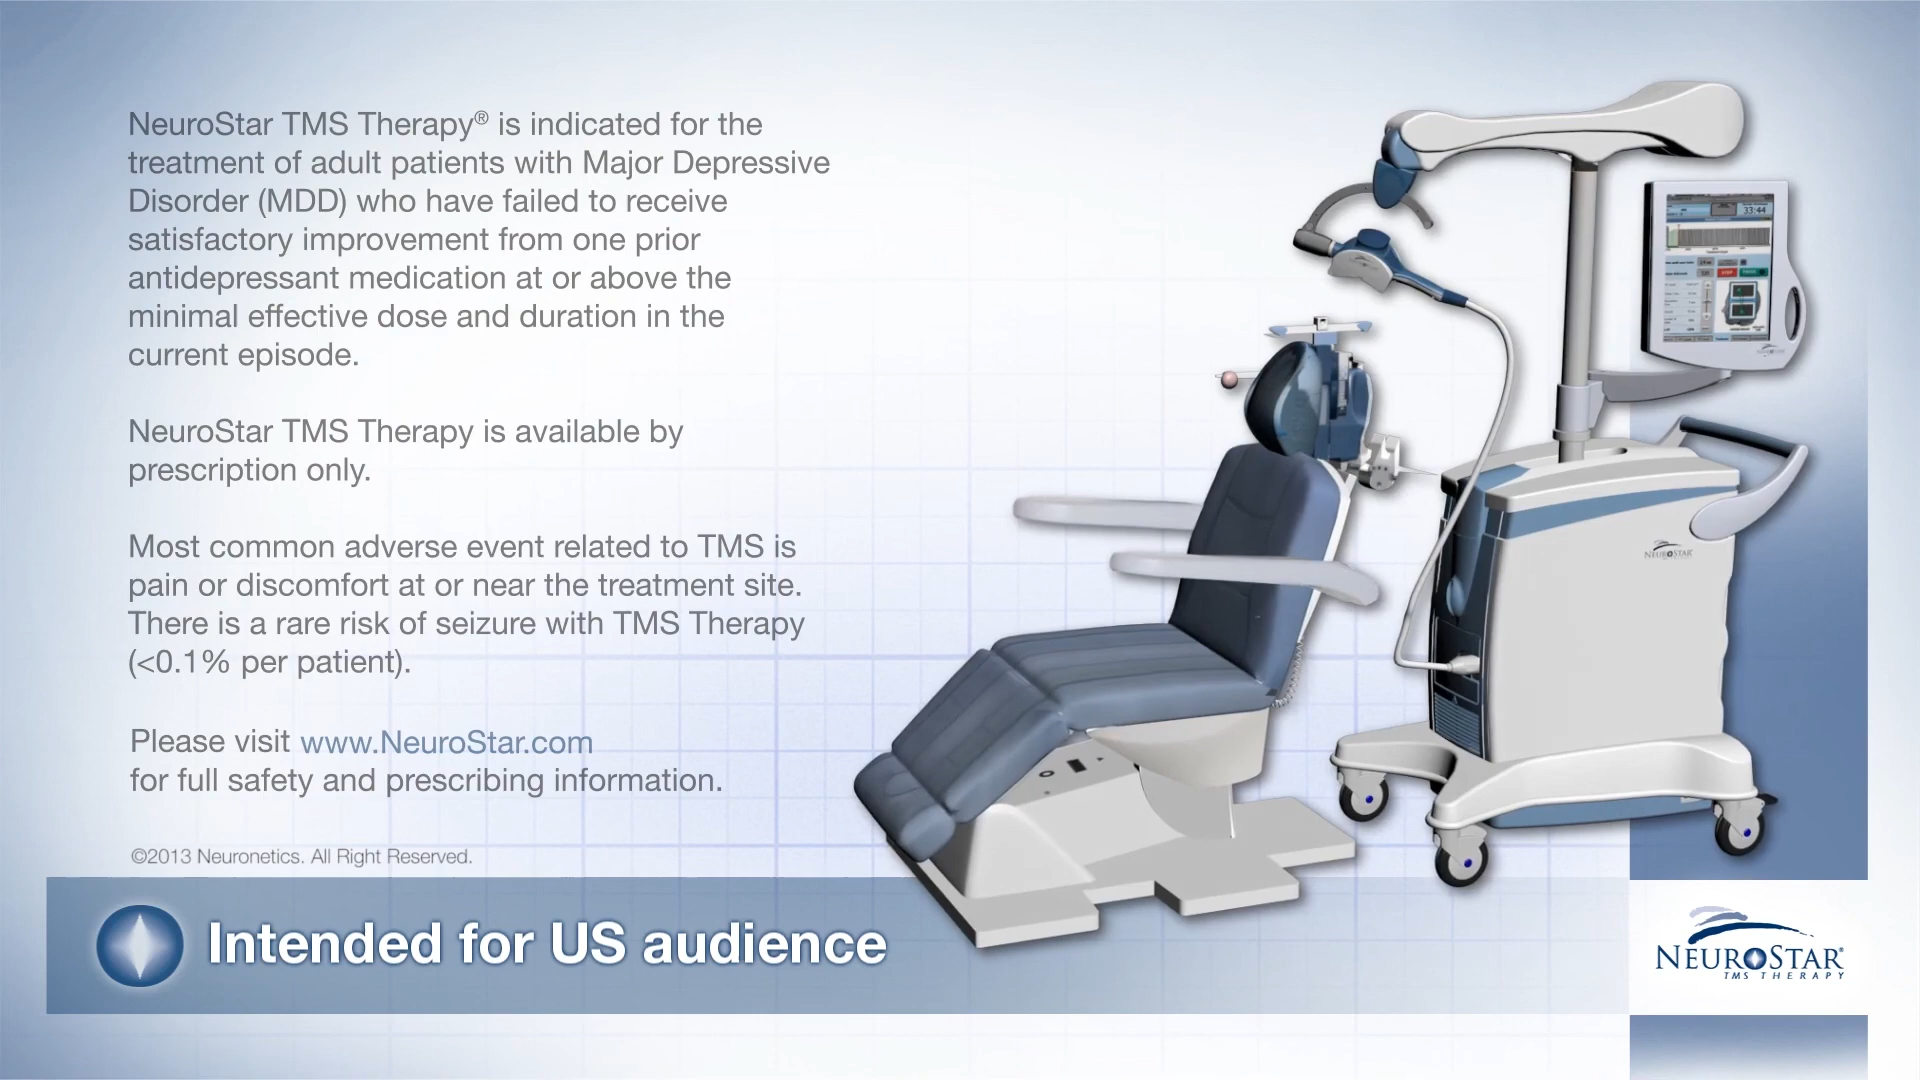 NeuroStar TMS Therapy® is indicated for the
treatment of adult patients with Major Depressive
Disorder (MDD) who have failed to receive
satisfactory improvement from one prior
antidepressant medication at or above the
minimal effective dose and duration in the
current episode.
NeuroStar TMS Therapy is available by
prescription only.
Most common adverse event related to TMS is
pain or discomfort at or near the treatment site.
There is a rare risk of seizure with TMS Therapy
(<0.1% per patient).
Please visit www.NeuroStar.com
for full safety and prescribing information.
©2013 Neuronetics. All Right Reserved.
Intended for US audience
33:44
NEUROSTAR
NEUROSTAR
NEUROSTAR®
TMS THERAPY